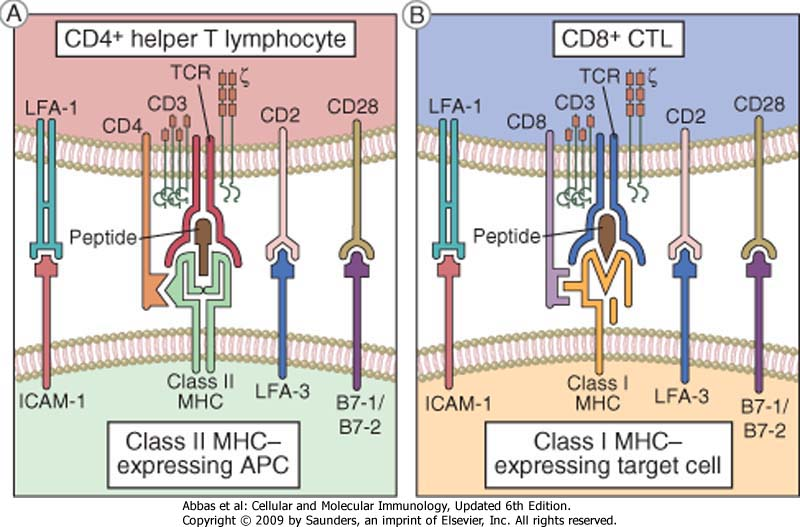 A
CD4+ helper T lymphocyte
TCR
ζ
LFA-1
CD3
CD2
CD28
CD4
Peptide
Class II
MHC
ICAM-1
LFA-3
B7-1/
B7-2
Class II MHC–
expressing APC
B
CD8+ CTL
TCR
ζ
LFA-1
CD3
CD2
CD28
CD8
Peptide
Class I
MHC
ICAM-1
LFA-3
B7-1/
B7-2
Class I MHC–
expressing target cell
Abbas et al: Cellular and Molecular Immunology, Updated 6th Edition.
Copyright © 2009 by Saunders, an imprint of Elsevier, Inc. All rights reserved.